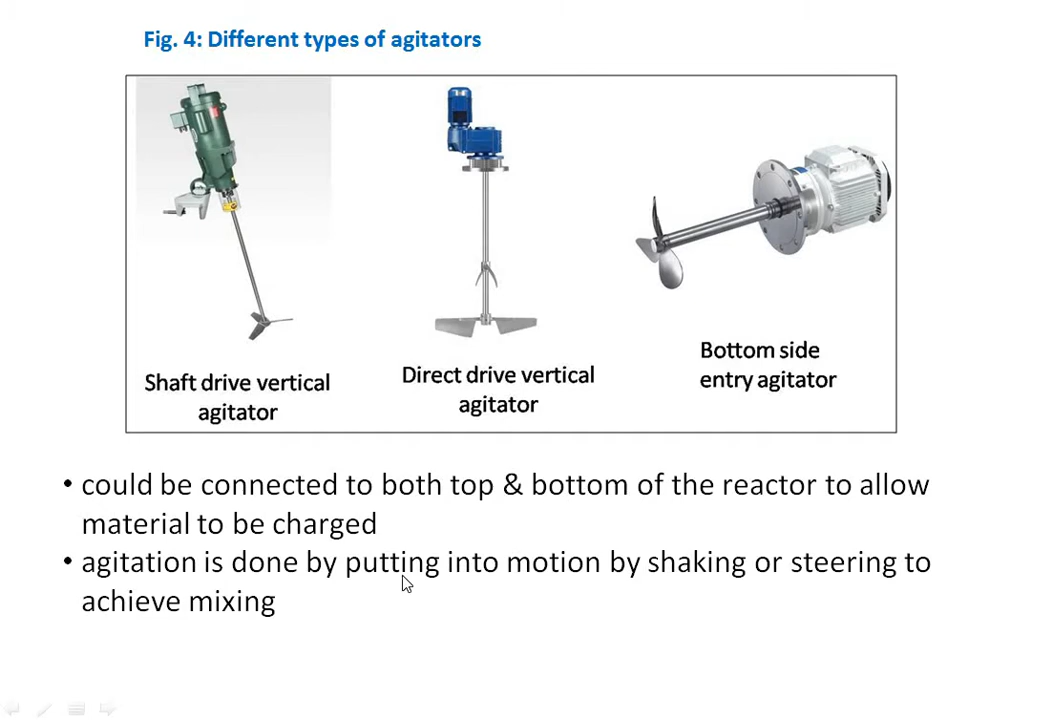 Fig. 4: Different types of agitators
Shaft drive vertical
agitator
Direct drive vertical
agitator
Bottom side
entry agitator
• could be connected to both top & bottom of the reactor to allow
material to be charged
• agitation is done by putting into motion by shaking or steering to
achieve mixing